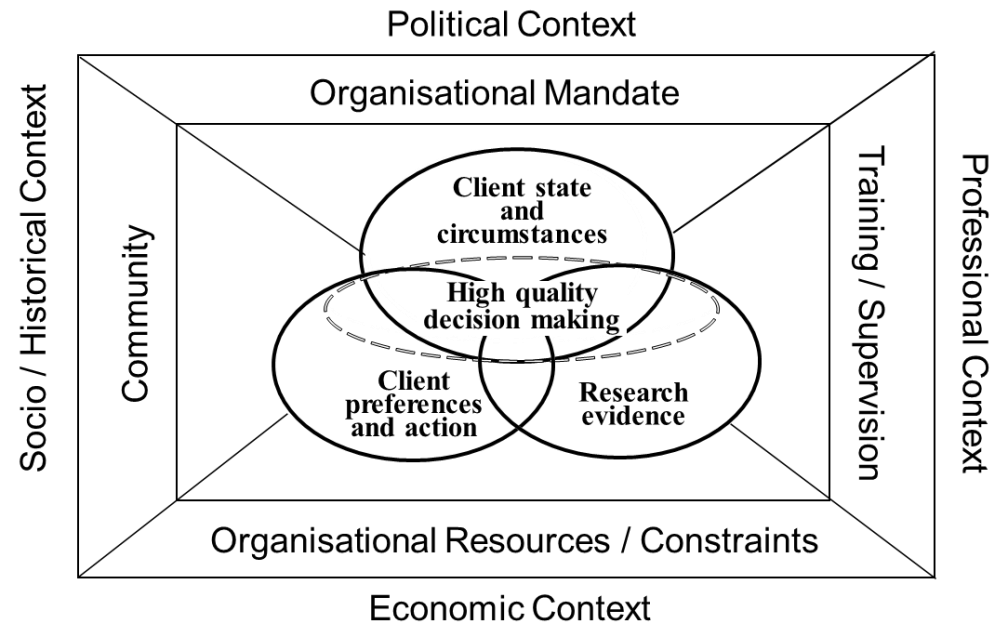 Political Context
Organisational Mandate
Socio / Historical Context
Community
Client state
and
circumstances
High quality
decision making
Client
preferences
and action
Research
evidence
Training / Supervision
Professional Context
Organisational Resources / Constraints
Economic Context